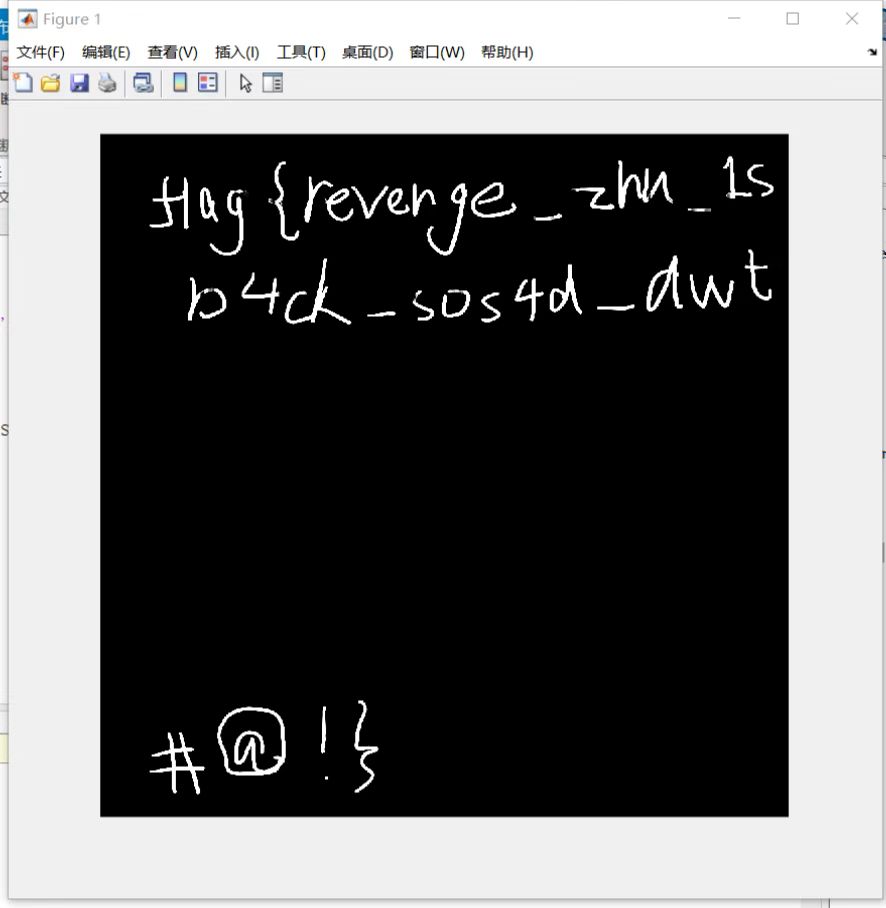 Figure 1
文件(F) 编辑(E) 查看(V) 插入(I) 工具(T) 桌面(D) 窗口(W) 帮助(H)
flag{revenge_zhu_1s
b4ck_sos4d_dwt
#@!}